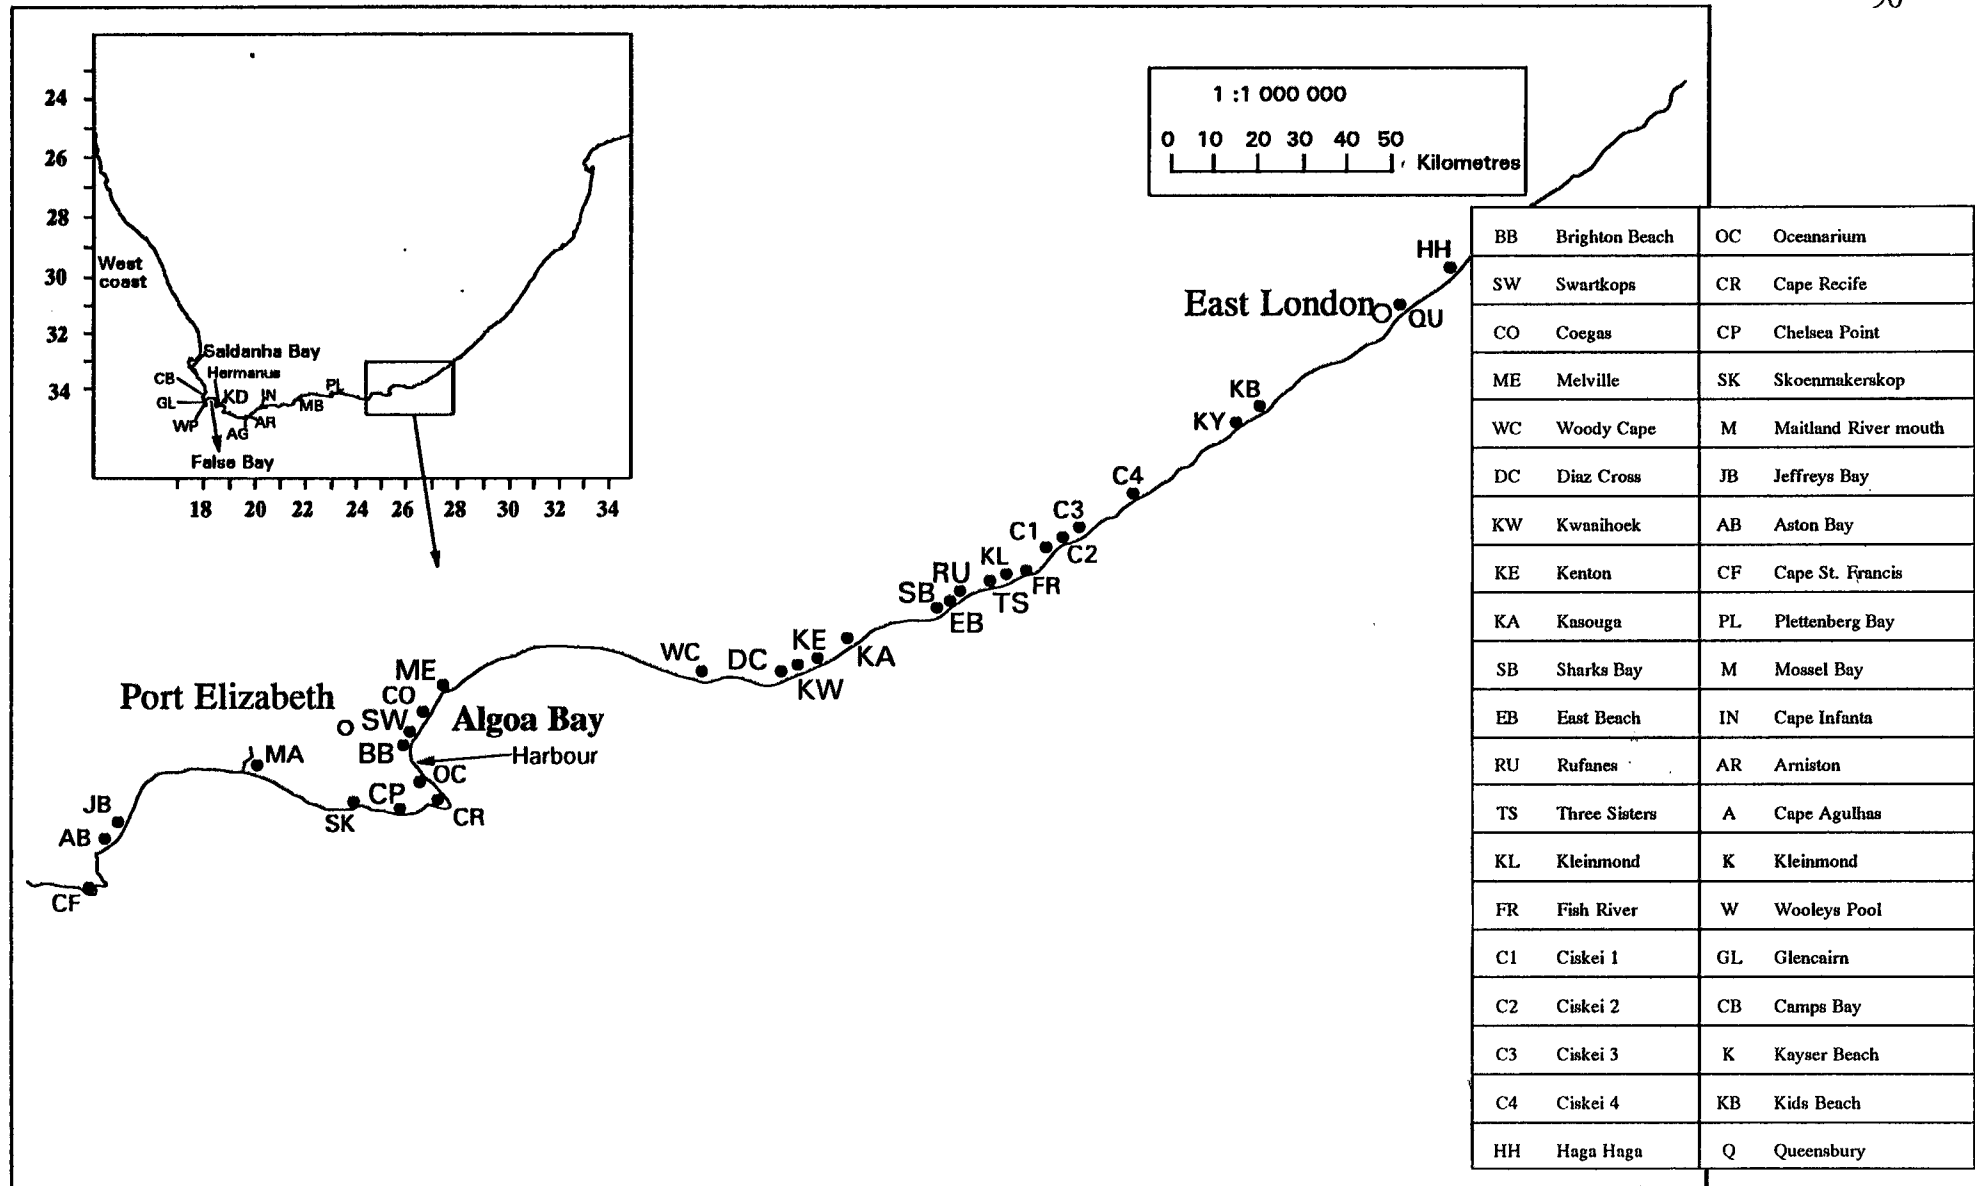 90
24
26
28
30
32
34
West
coast
Saldanha Bay
Hermanus
CB
KD
IN
PL
GL
MB
WP
AR
AG
False Bay
18 20 22 24 26 28 30 32 34
1 :1 000 000
0 10 20 30 40 50
Kilometres
HH
East London
QU
KB
KY
C4
C3
C1
C2
KL
FR
RU
TS
SB
EB
KE
KA
WC
DC
KW
ME
Port Elizabeth
CO
SW
Algoa Bay
BB
Harbour
MA
OC
CP
JB
SK
CR
AB
CF
BB Brighton Beach OC Oceanarium
SW Swartkops CR Cape Recife
CO Coegas CP Chelsea Point
ME Melville SK Skoenmakerskop
WC Woody Cape M Maitland River mouth
DC Diaz Cross JB Jeffreys Bay
KW Kwaaihoek AB Aston Bay
KE Kenton CF Cape St. Francis
KA Kasouga PL Plettenberg Bay
SB Sharks Bay M Mossel Bay
EB East Beach IN Cape Infanta
RU Rufanes AR Arniston
TS Three Sisters A Cape Agulhas
KL Kleinmond K Kleinmond
FR Fish River W Wooleys Pool
C1 Ciskei 1 GL Glencairn
C2 Ciskei 2 CB Camps Bay
C3 Ciskei 3 K Kayser Beach
C4 Ciskei 4 KB Kids Beach
HH Haga Haga Q Queensbury